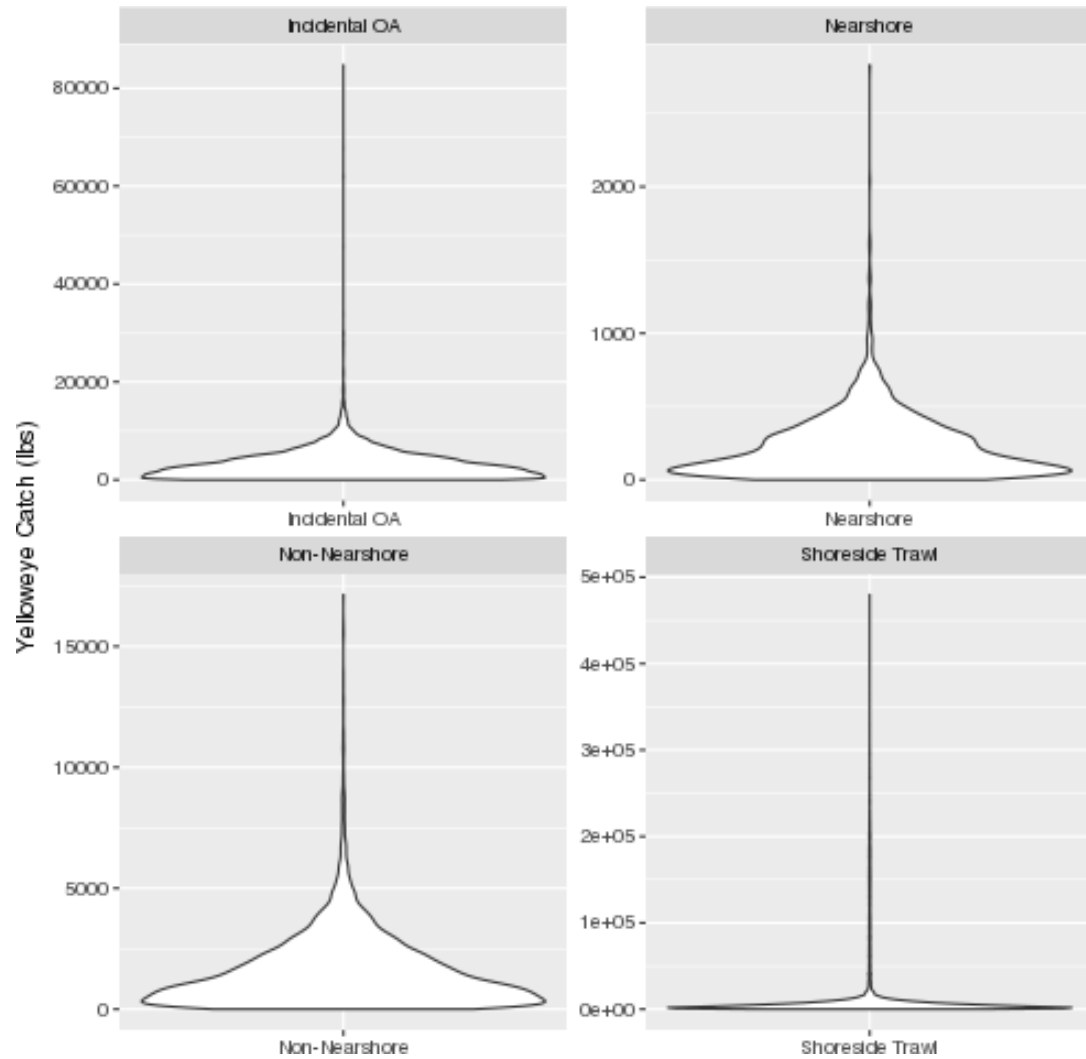 Incidental OA
Nearshore
80000
60000
40000
20000
0
2000
1000
0
Incidental OA
Nearshore
Yelloweye Catch (lbs)
Non-Nearshore
Shoreside Trawl
15000
10000
5000
0
5e+05
4e+05
3e+05
2e+05
1e+05
0e+00
Non-Nearshore
Shoreside Trawl